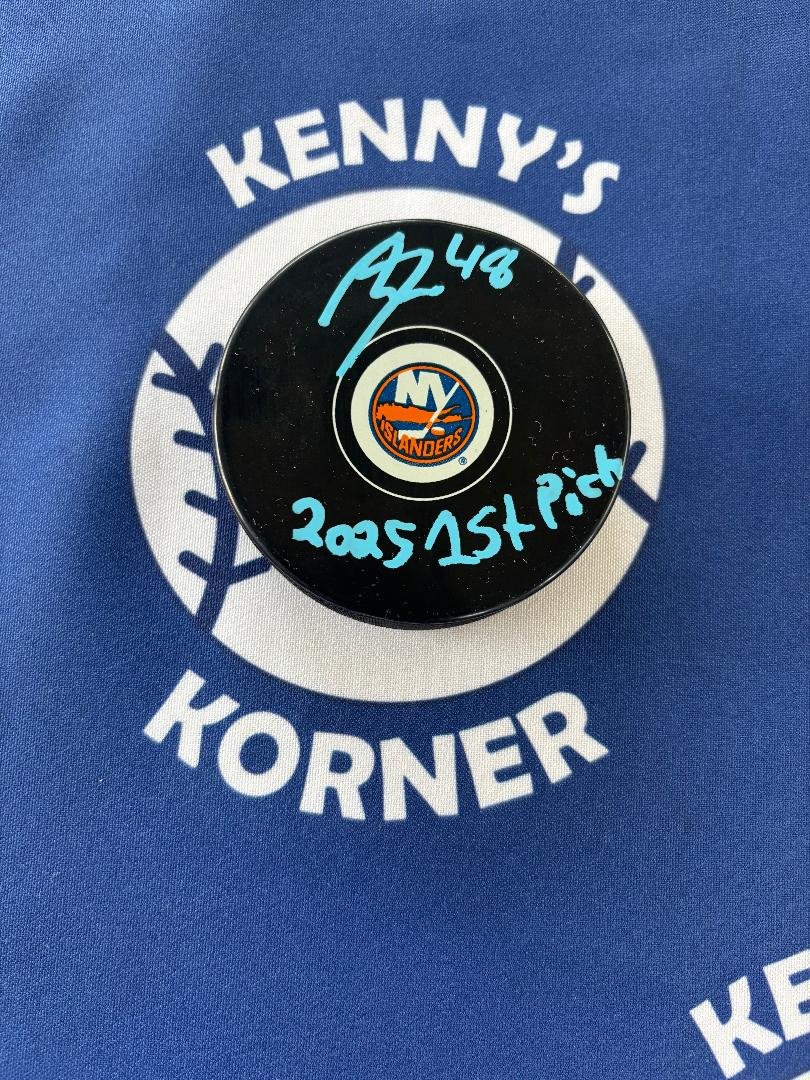 KENNY'S
48
NY
ISLANDERS
®
2025 1st Pick
KORNER
KE